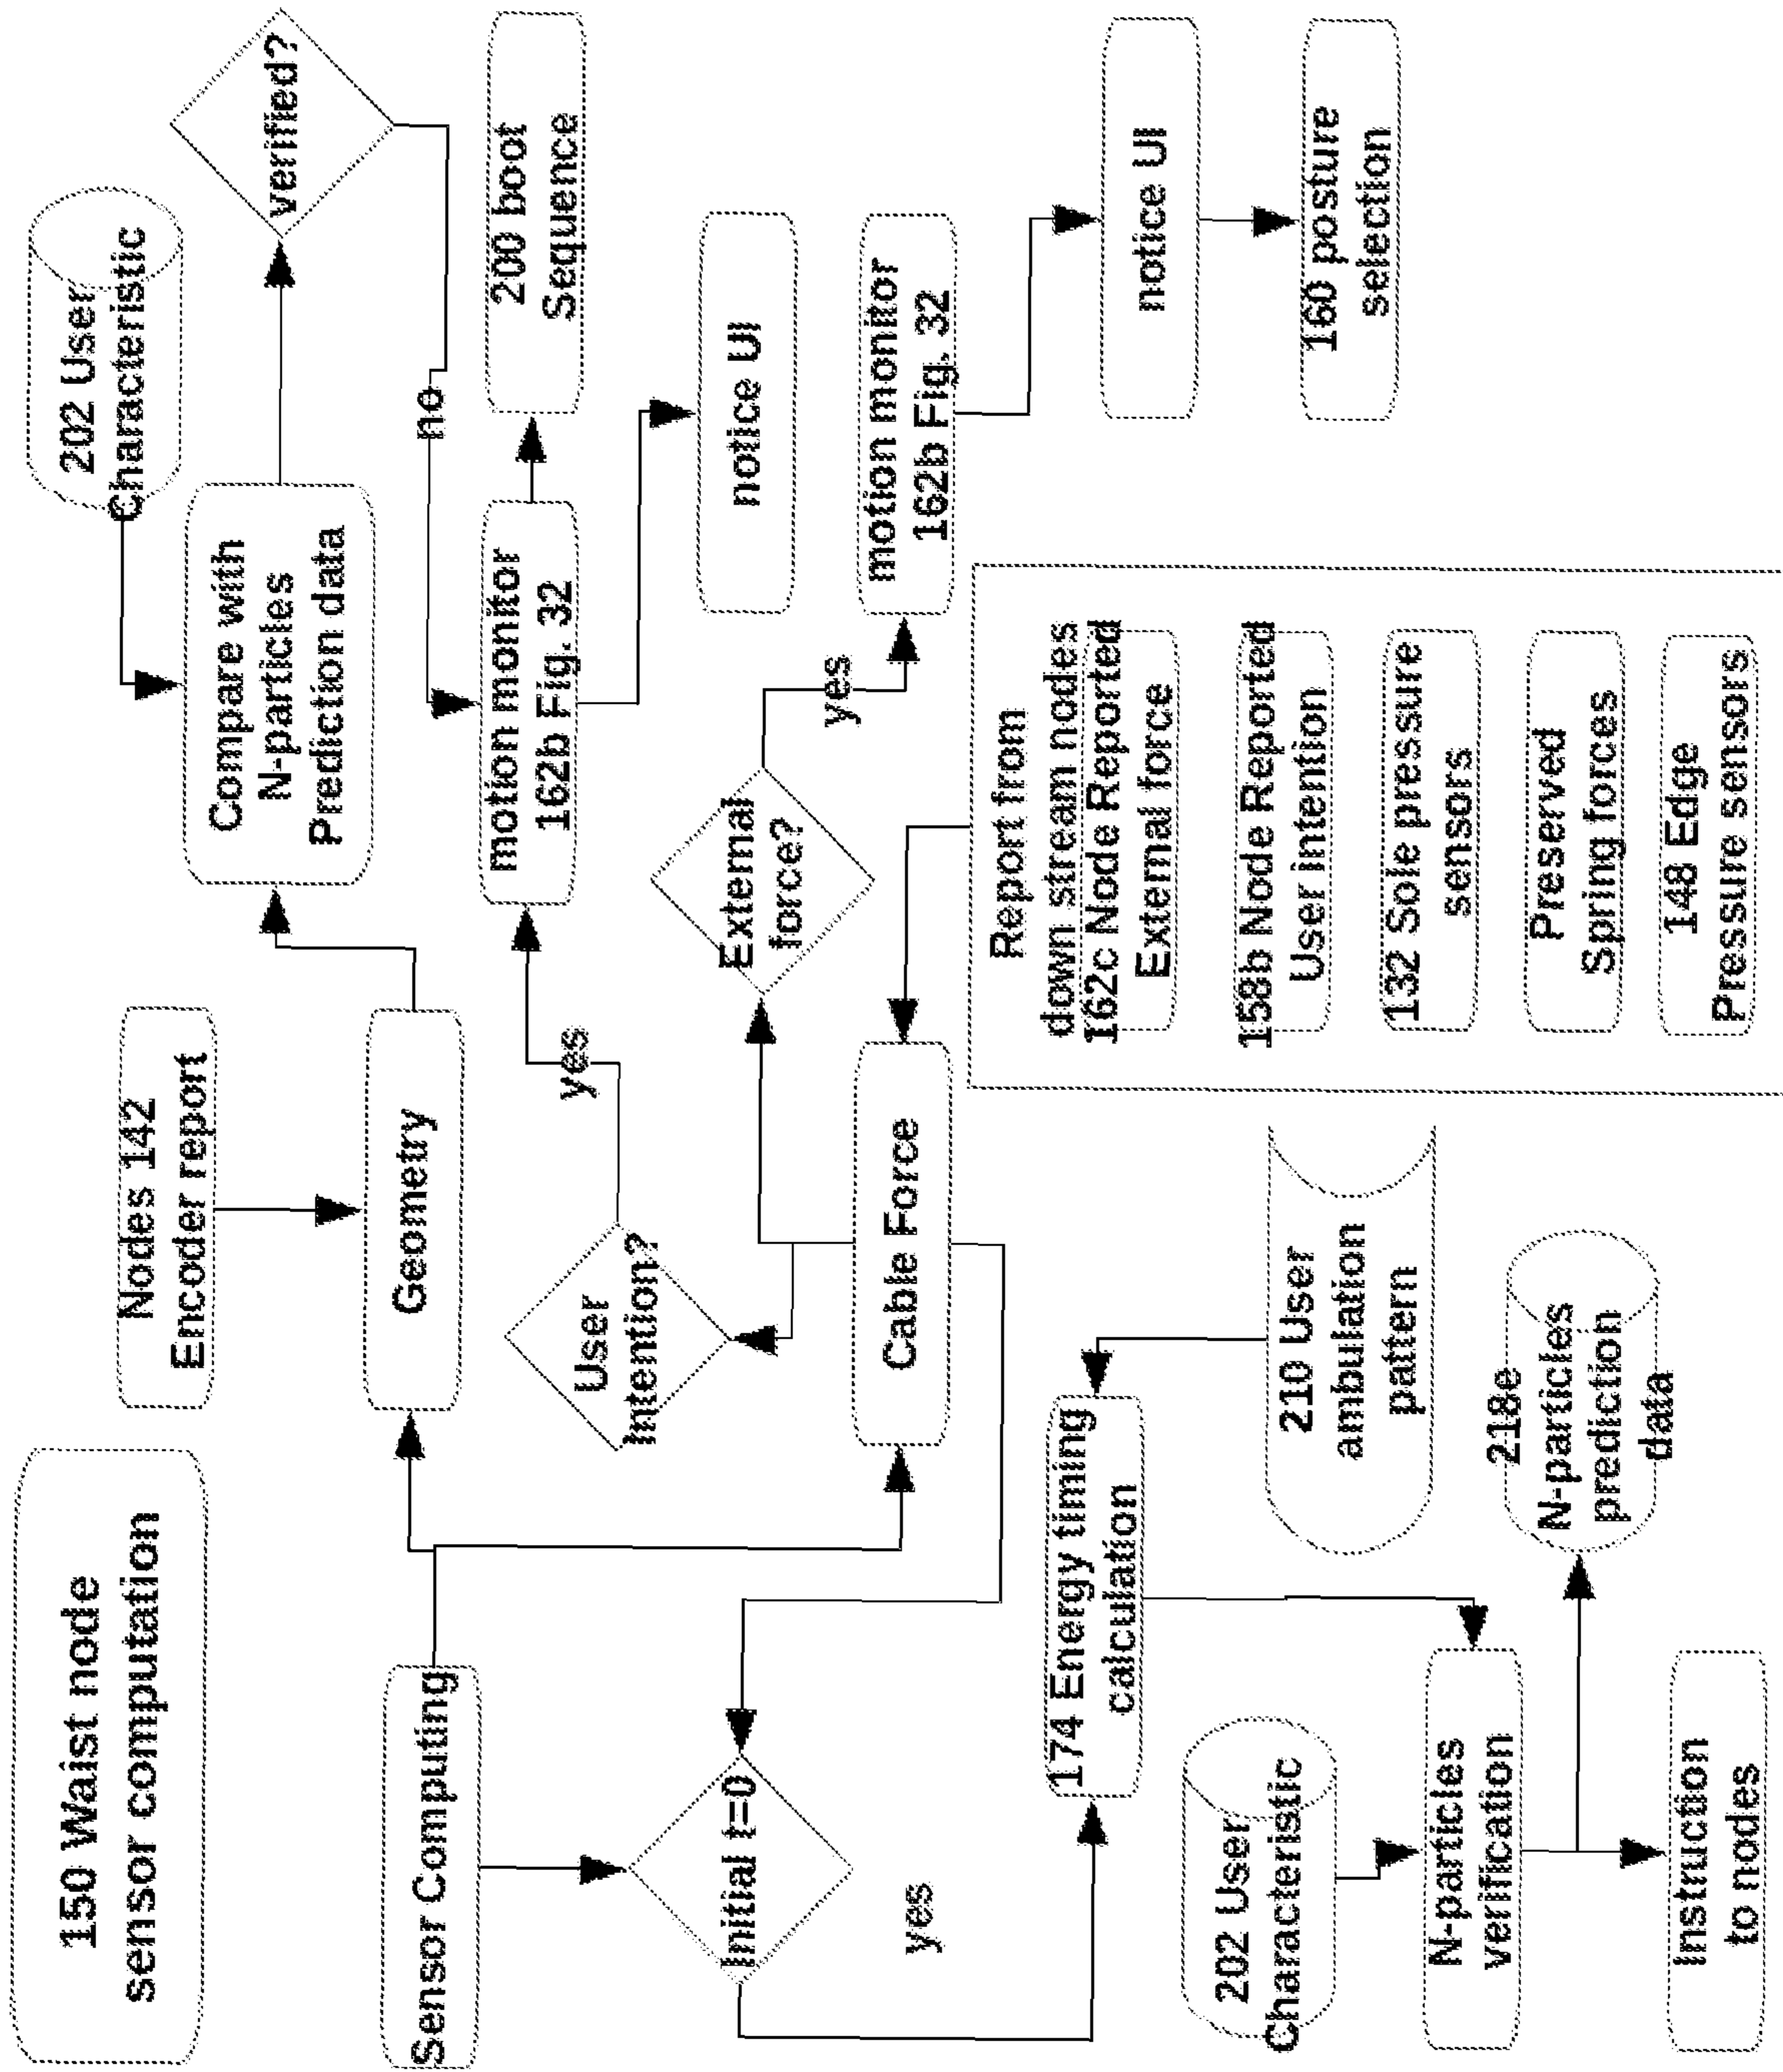 150 Waist node
sensor computation
Sensor Computing
Initial t=0
yes
202 User
Characteristic
N-particles
verification
Instruction
to nodes
174 Energy timing
calculation
210 User
ambulation
pattern
218e
N-particles
prediction
data
Nodes 142
Encoder report
Geometry
User
Intention?
yes
Cable Force
External
force?
yes
Report from
down stream nodes
162c Node Reported
External force
158b Node Reported
User intention
132 Sole pressure
sensors
Preserved
Spring forces
148 Edge
Pressure sensors
202 User
Characteristic
Compare with
N-particles
Prediction data
verified?
no
motion monitor
162b Fig. 32
200 boot
Sequence
notice UI
motion monitor
162b Fig. 32
notice UI
160 posture
selection